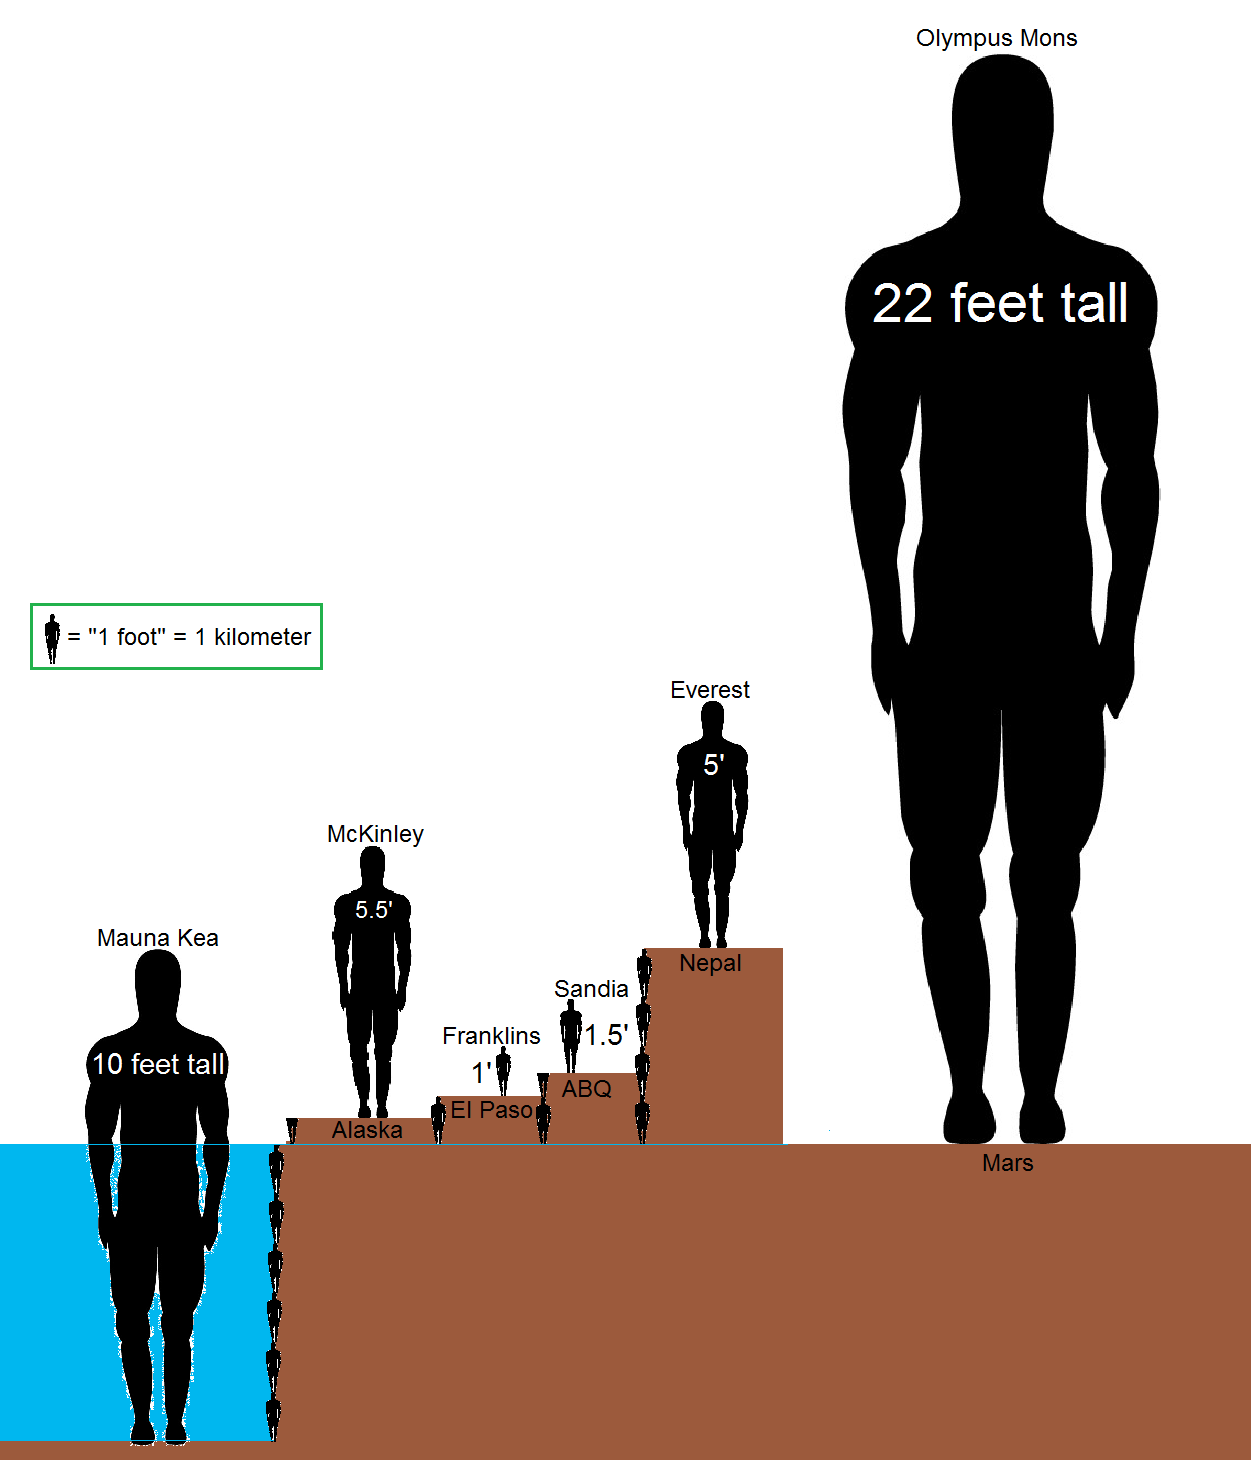 Olympus Mons
22 feet tall
= "1 foot" = 1 kilometer
Everest
5'
McKinley
5.5'
Mauna Kea
10 feet tall
Nepal
Sandia
1.5'
Franklins
1'
ABQ
El Paso
Alaska
Mars